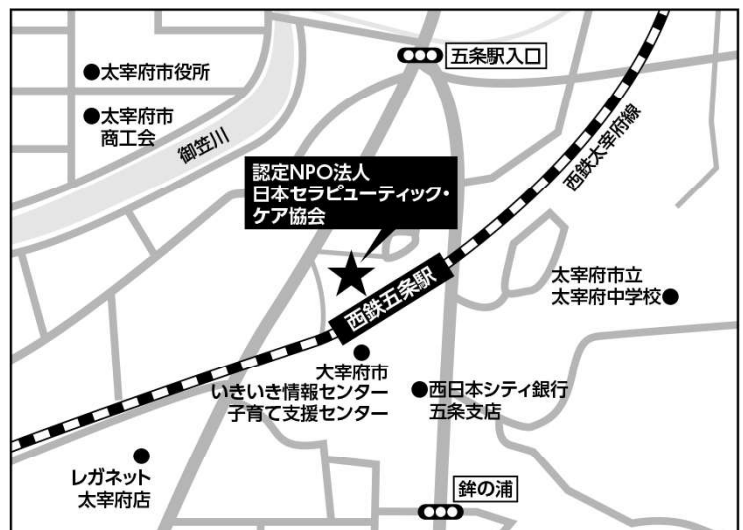 五条駅入口
太宰府市役所
太宰府市
商工会
御笠川
西鉄太宰府線
認定NPO法人
日本セラピューティック・
ケア協会
西鉄五条駅
太宰府市立
太宰府中学校
大宰府市
いきいき情報センター
子育て支援センター
西日本シティ銀行
五条支店
レガネット
太宰府店
鉾の浦